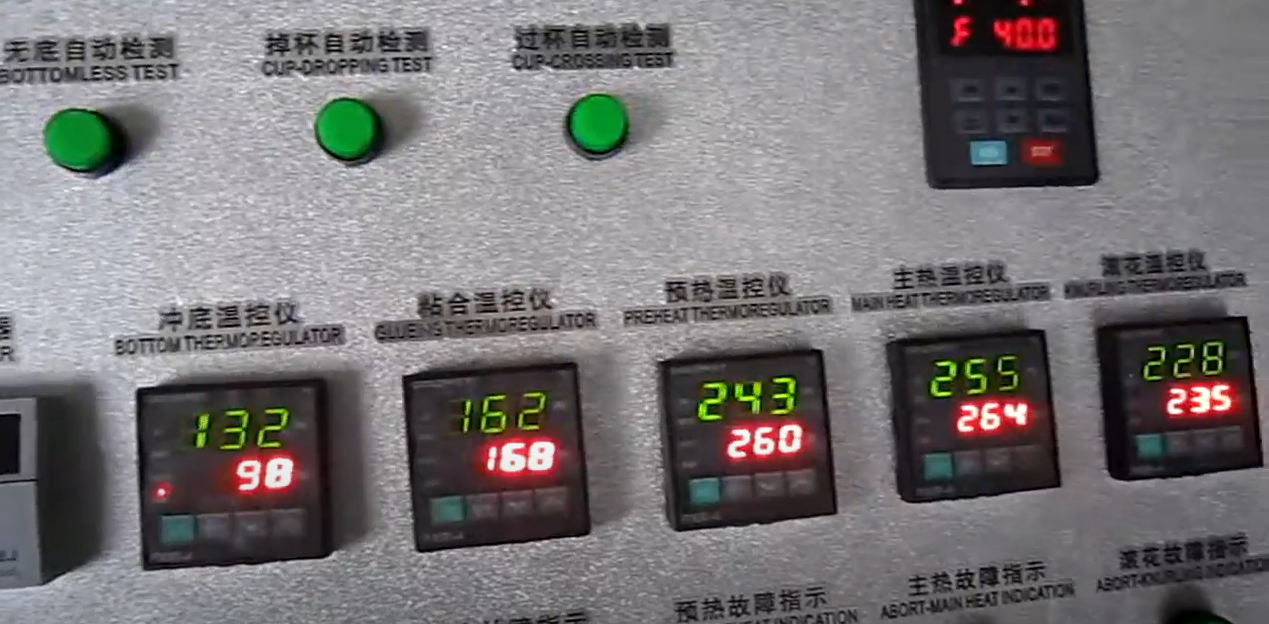 无底自动检测
BOTTOMLESS TEST
掉杯自动检测
CUP-DROPPING TEST
过杯自动检测
CUP-CROSSING TEST
F 40.0
冲底温控仪
BOTTOM THERMOREGULATOR
粘合温控仪
GLUEING THERMOREGULATOR
预热温控仪
PREHEAT THERMOREGULATOR
主热温控仪
MAIN HEAT THERMOREGULATOR
滚花温控仪
KNURLING THERMOREGULATOR
132
98
162
168
243
260
255
264
228
235
预热故障指示
HEAT INDICATION
主热故障指示
ABORT-MAIN HEAT INDICATION
滚花故障指示
ABORT-KNURLING INDICATION